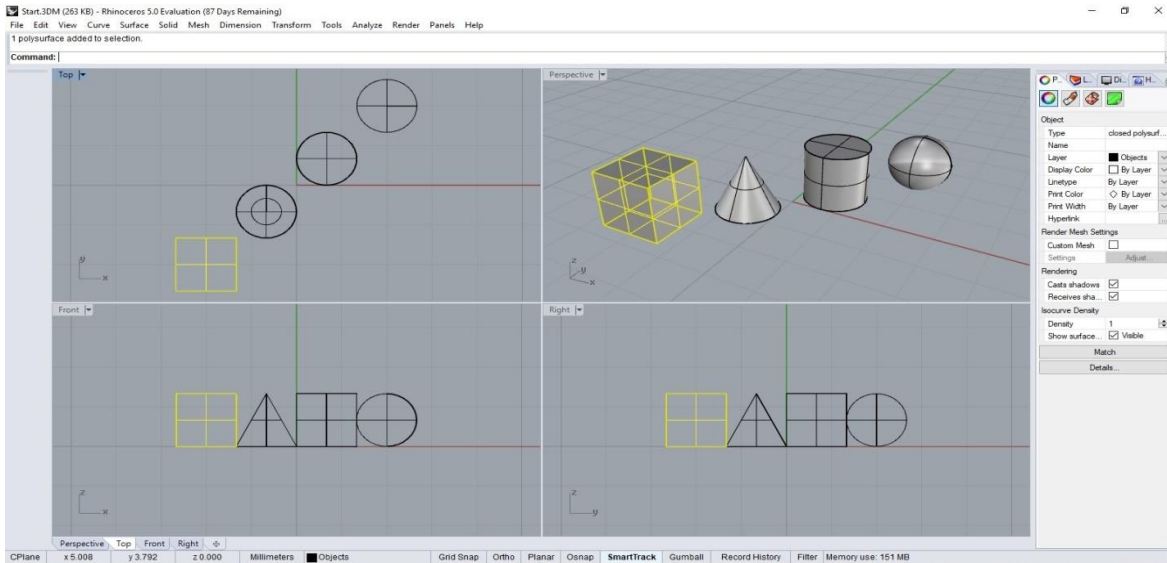 Start.3DM (263 KB) - Rhinoceros 5.0 Evaluation (87 Days Remaining)
File Edit View Curve Surface Solid Mesh Dimension Transform Tools Analyze Render Panels Help
1 polysurface added to selection.
Command:
Top
Perspective
P... L... Di... H...
Object
Type closed polysurf...
Name
Layer Objects
Display Color By Layer
Linetype By Layer
Print Color By Layer
Print Width By Layer
Hyperlink ...
Render Mesh Settings
Custom Mesh
Settings Adjust...
Rendering
Casts shadows
Receives sha...
Isocurve Density
Density 1
Show surface... Visible
Match
Details...
y
x
z
y
x
Front
Right
z
x
z
y
Perspective Top Front Right
CPlane x 5.008 y 3.792 z 0.000 Millimeters Objects Grid Snap Ortho Planar Osnap SmartTrack Gumball Record History Filter Memory use: 151 MB